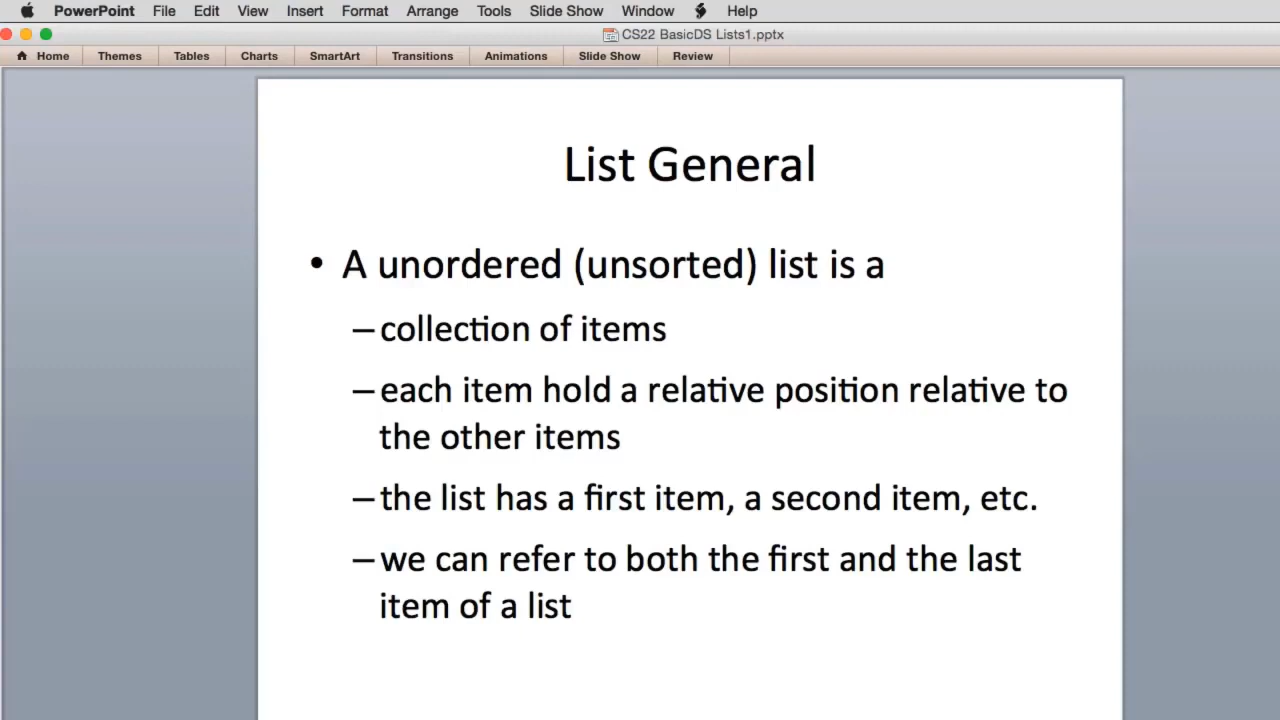 PowerPoint File Edit View Insert Format Arrange Tools Slide Show Window Help
CS22 BasicDS Lists1.pptx
Home Themes Tables Charts SmartArt Transitions Animations Slide Show Review
List General
• A unordered (unsorted) list is a
– collection of items
– each item hold a relative position relative to
the other items
– the list has a first item, a second item, etc.
– we can refer to both the first and the last
item of a list